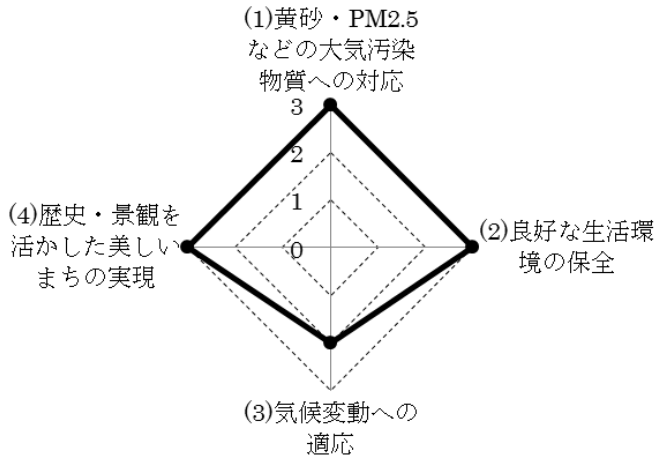 (1)黄砂・PM2.5
などの大気汚染
物質への対応
3
2
1
0
(4)歴史・景観を
活かした美しい
まちの実現
(2)良好な生活環
境の保全
(3)気候変動への
適応